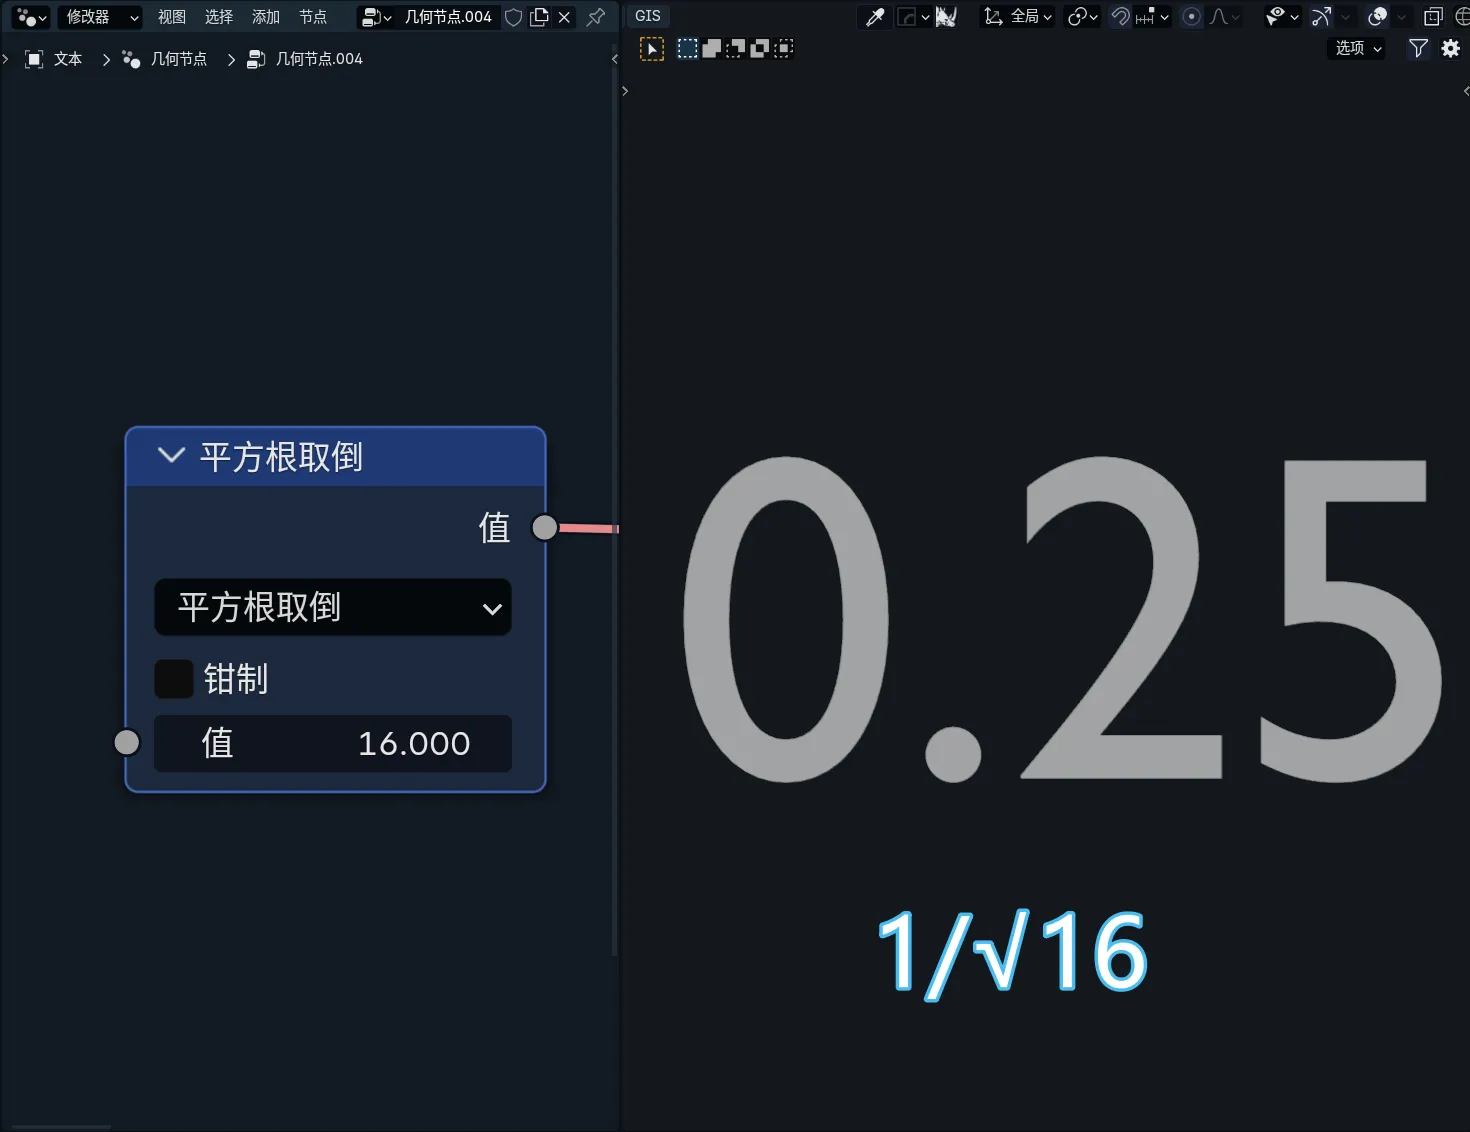 修改器 视图 选择 添加 节点 几何节点.004
文本 几何节点 几何节点.004
GIS 全局
选项
平方根取倒
值
平方根取倒
钳制
值 16.000
0.25
1/√16